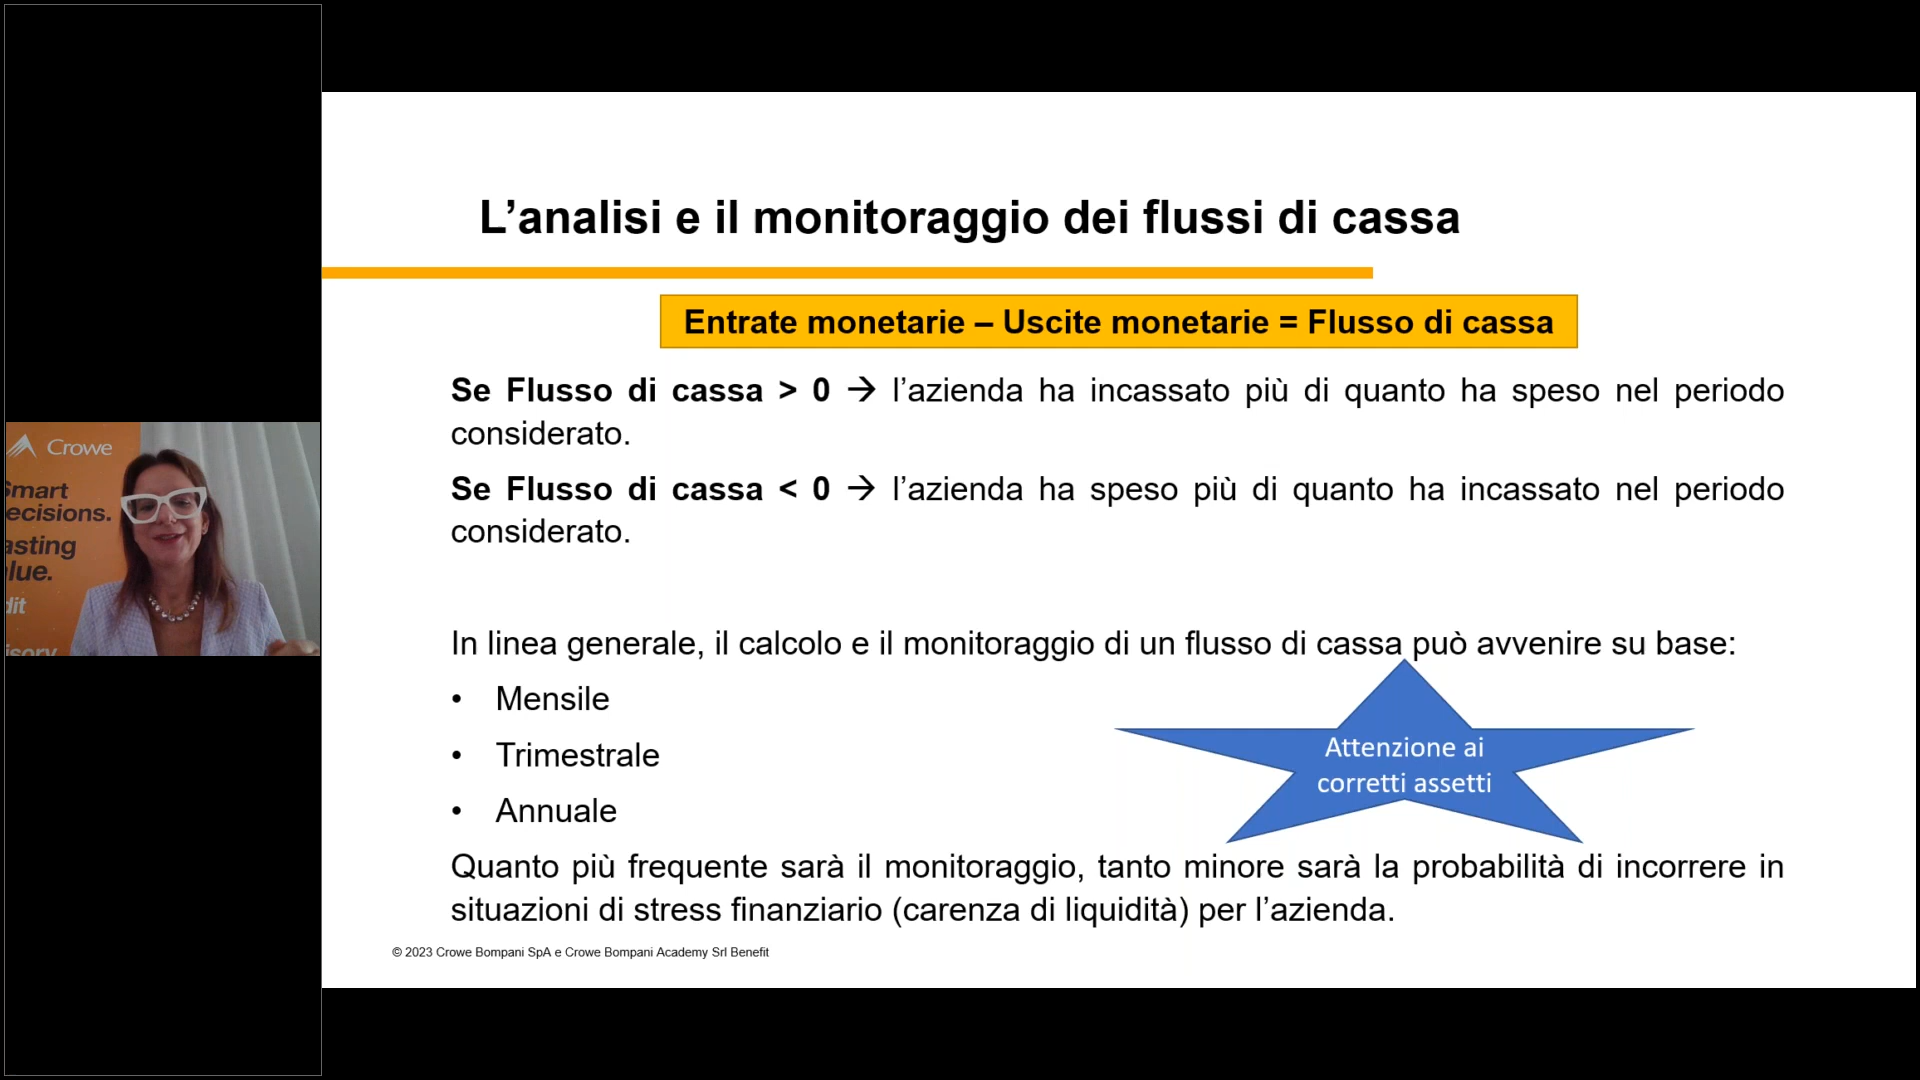 Crowe
Smart
ecisions.
asting
lue.
dit
isory
L’analisi e il monitoraggio dei flussi di cassa
Entrate monetarie – Uscite monetarie = Flusso di cassa
Se Flusso di cassa > 0 → l’azienda ha incassato più di quanto ha speso nel periodo
considerato.
Se Flusso di cassa < 0 → l’azienda ha speso più di quanto ha incassato nel periodo
considerato.
In linea generale, il calcolo e il monitoraggio di un flusso di cassa può avvenire su base:
• Mensile
• Trimestrale
• Annuale
Attenzione ai
corretti assetti
Quanto più frequente sarà il monitoraggio, tanto minore sarà la probabilità di incorrere in
situazioni di stress finanziario (carenza di liquidità) per l’azienda.
© 2023 Crowe Bompani SpA e Crowe Bompani Academy Srl Benefit